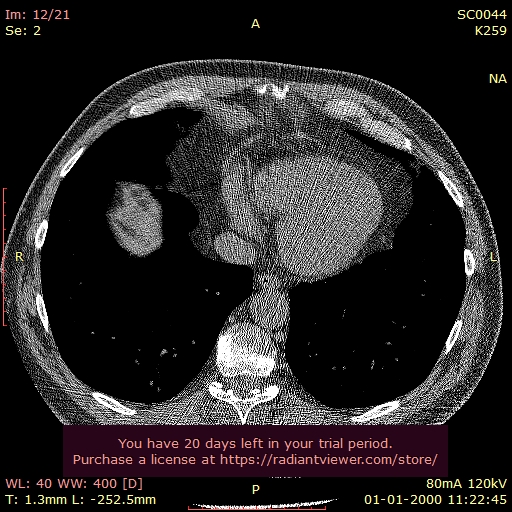 Im: 12/21
Se: 2
A
SC0044
K259
NA
R
L
You have 20 days left in your trial period.
Purchase a license at https://radiantviewer.com/store/
WL: 40 WW: 400 [D]
T: 1.3mm L: -252.5mm
P
80mA 120kV
01-01-2000 11:22:45